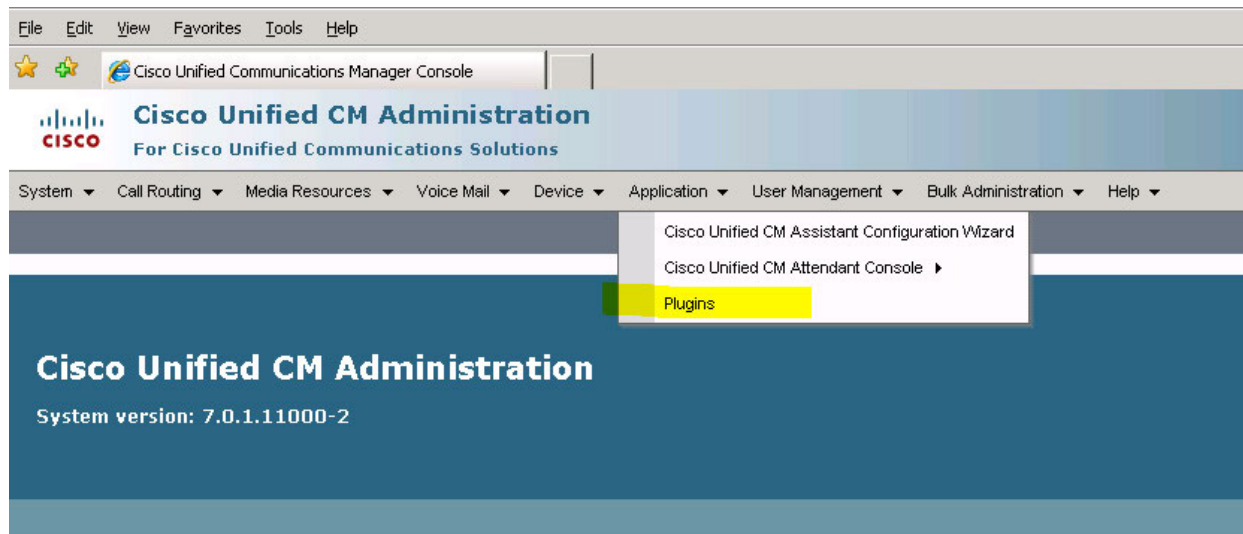 File Edit View Favorites Tools Help
Cisco Unified Communications Manager Console
CISCO
Cisco Unified CM Administration
For Cisco Unified Communications Solutions
System Call Routing Media Resources Voice Mail Device Application User Management Bulk Administration Help
Cisco Unified CM Assistant Configuration Wizard
Cisco Unified CM Attendant Console
Plugins
Cisco Unified CM Administration
System version: 7.0.1.11000-2